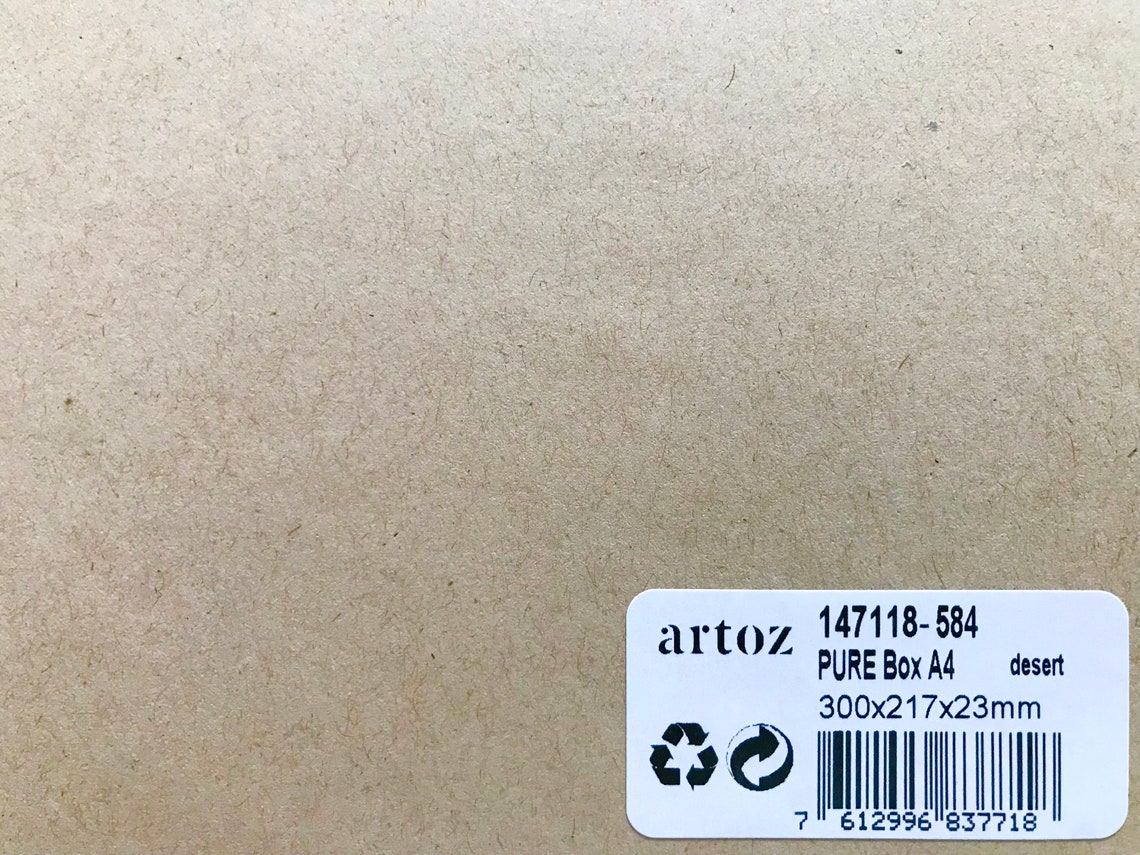 artoz
147118-584
PURE Box A4 desert
300x217x23mm
7 612996 837718